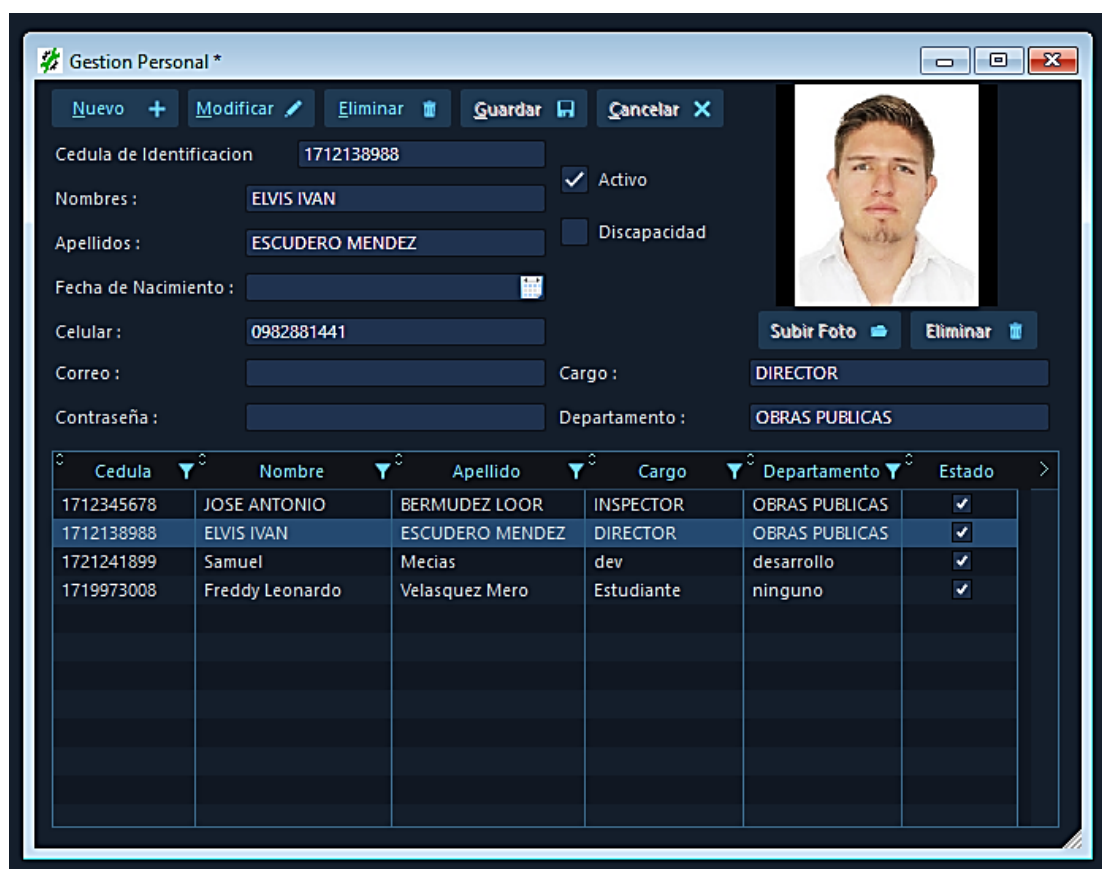 Gestion Personal *
Nuevo Modificar Eliminar Guardar Cancelar
Cedula de Identificacion 1712138988
Activo
Nombres : ELVIS IVAN
Discapacidad
Apellidos : ESCUDERO MENDEZ
Fecha de Nacimiento :
Celular : 0982881441
Subir Foto Eliminar
Correo : Cargo : DIRECTOR
Contraseña : Departamento : OBRAS PUBLICAS
Cedula Nombre Apellido Cargo Departamento Estado
1712345678 JOSE ANTONIO BERMUDEZ LOOR INSPECTOR OBRAS PUBLICAS
1712138988 ELVIS IVAN ESCUDERO MENDEZ DIRECTOR OBRAS PUBLICAS
1721241899 Samuel Mecias dev desarrollo
1719973008 Freddy Leonardo Velasquez Mero Estudiante ninguno